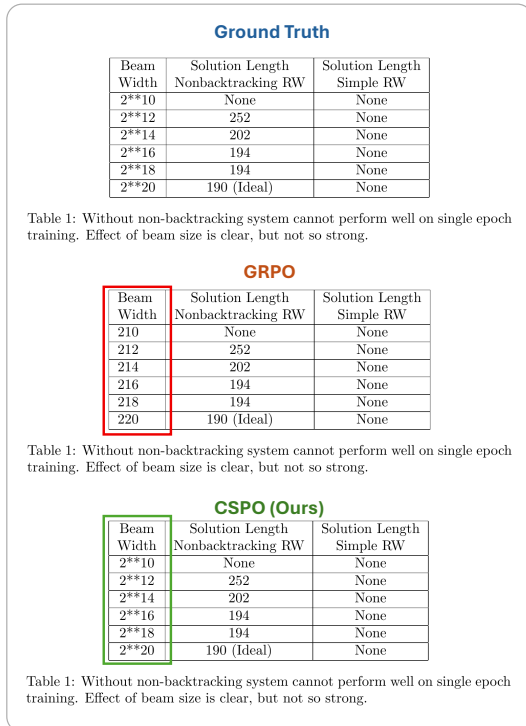 Ground Truth
Beam Solution Length Solution Length
Width Nonbacktracking RW Simple RW
2**10 None None
2**12 252 None
2**14 202 None
2**16 194 None
2**18 194 None
2**20 190 (Ideal) None
Table 1: Without non-backtracking system cannot perform well on single epoch
training. Effect of beam size is clear, but not so strong.
GRPO
Beam Solution Length Solution Length
Width Nonbacktracking RW Simple RW
210 None None
212 252 None
214 202 None
216 194 None
218 194 None
220 190 (Ideal) None
Table 1: Without non-backtracking system cannot perform well on single epoch
training. Effect of beam size is clear, but not so strong.
CSPO (Ours)
Beam Solution Length Solution Length
Width Nonbacktracking RW Simple RW
2**10 None None
2**12 252 None
2**14 202 None
2**16 194 None
2**18 194 None
2**20 190 (Ideal) None
Table 1: Without non-backtracking system cannot perform well on single epoch
training. Effect of beam size is clear, but not so strong.